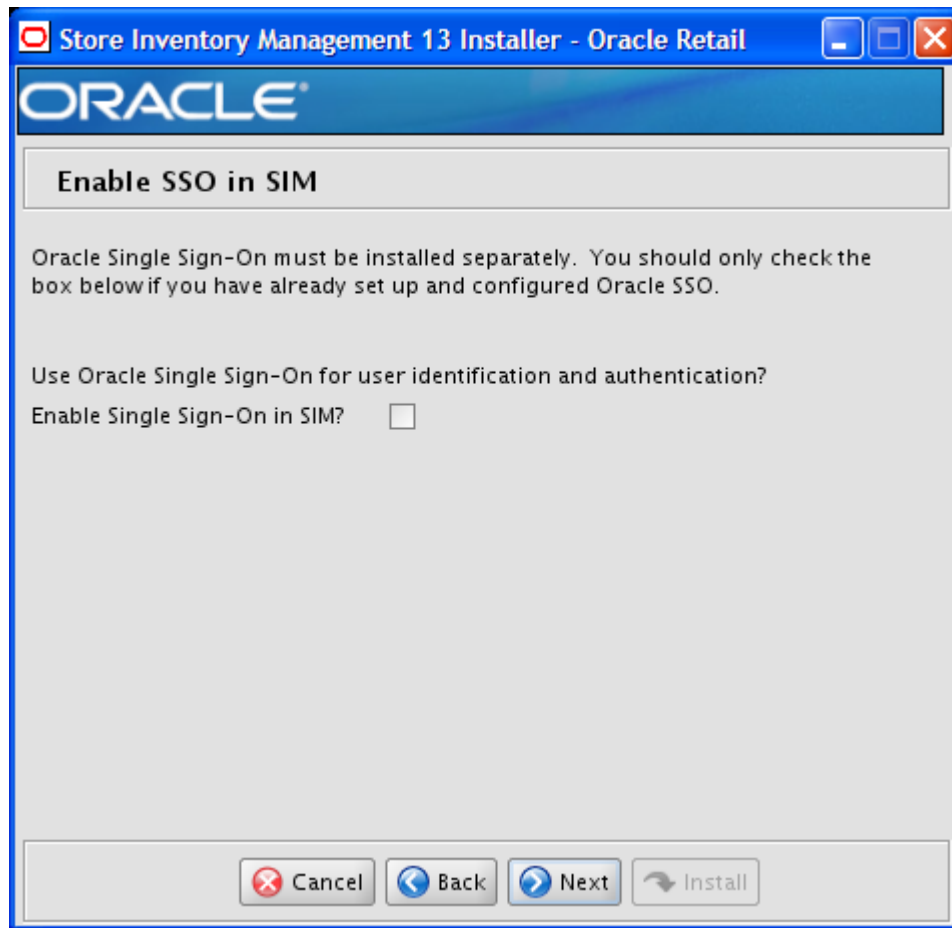 Store Inventory Management 13 Installer - Oracle Retail
ORACLE
Enable SSO in SIM
Oracle Single Sign-On must be installed separately. You should only check the
box below if you have already set up and configured Oracle SSO.
Use Oracle Single Sign-On for user identification and authentication?
Enable Single Sign-On in SIM?
Cancel Back Next Install